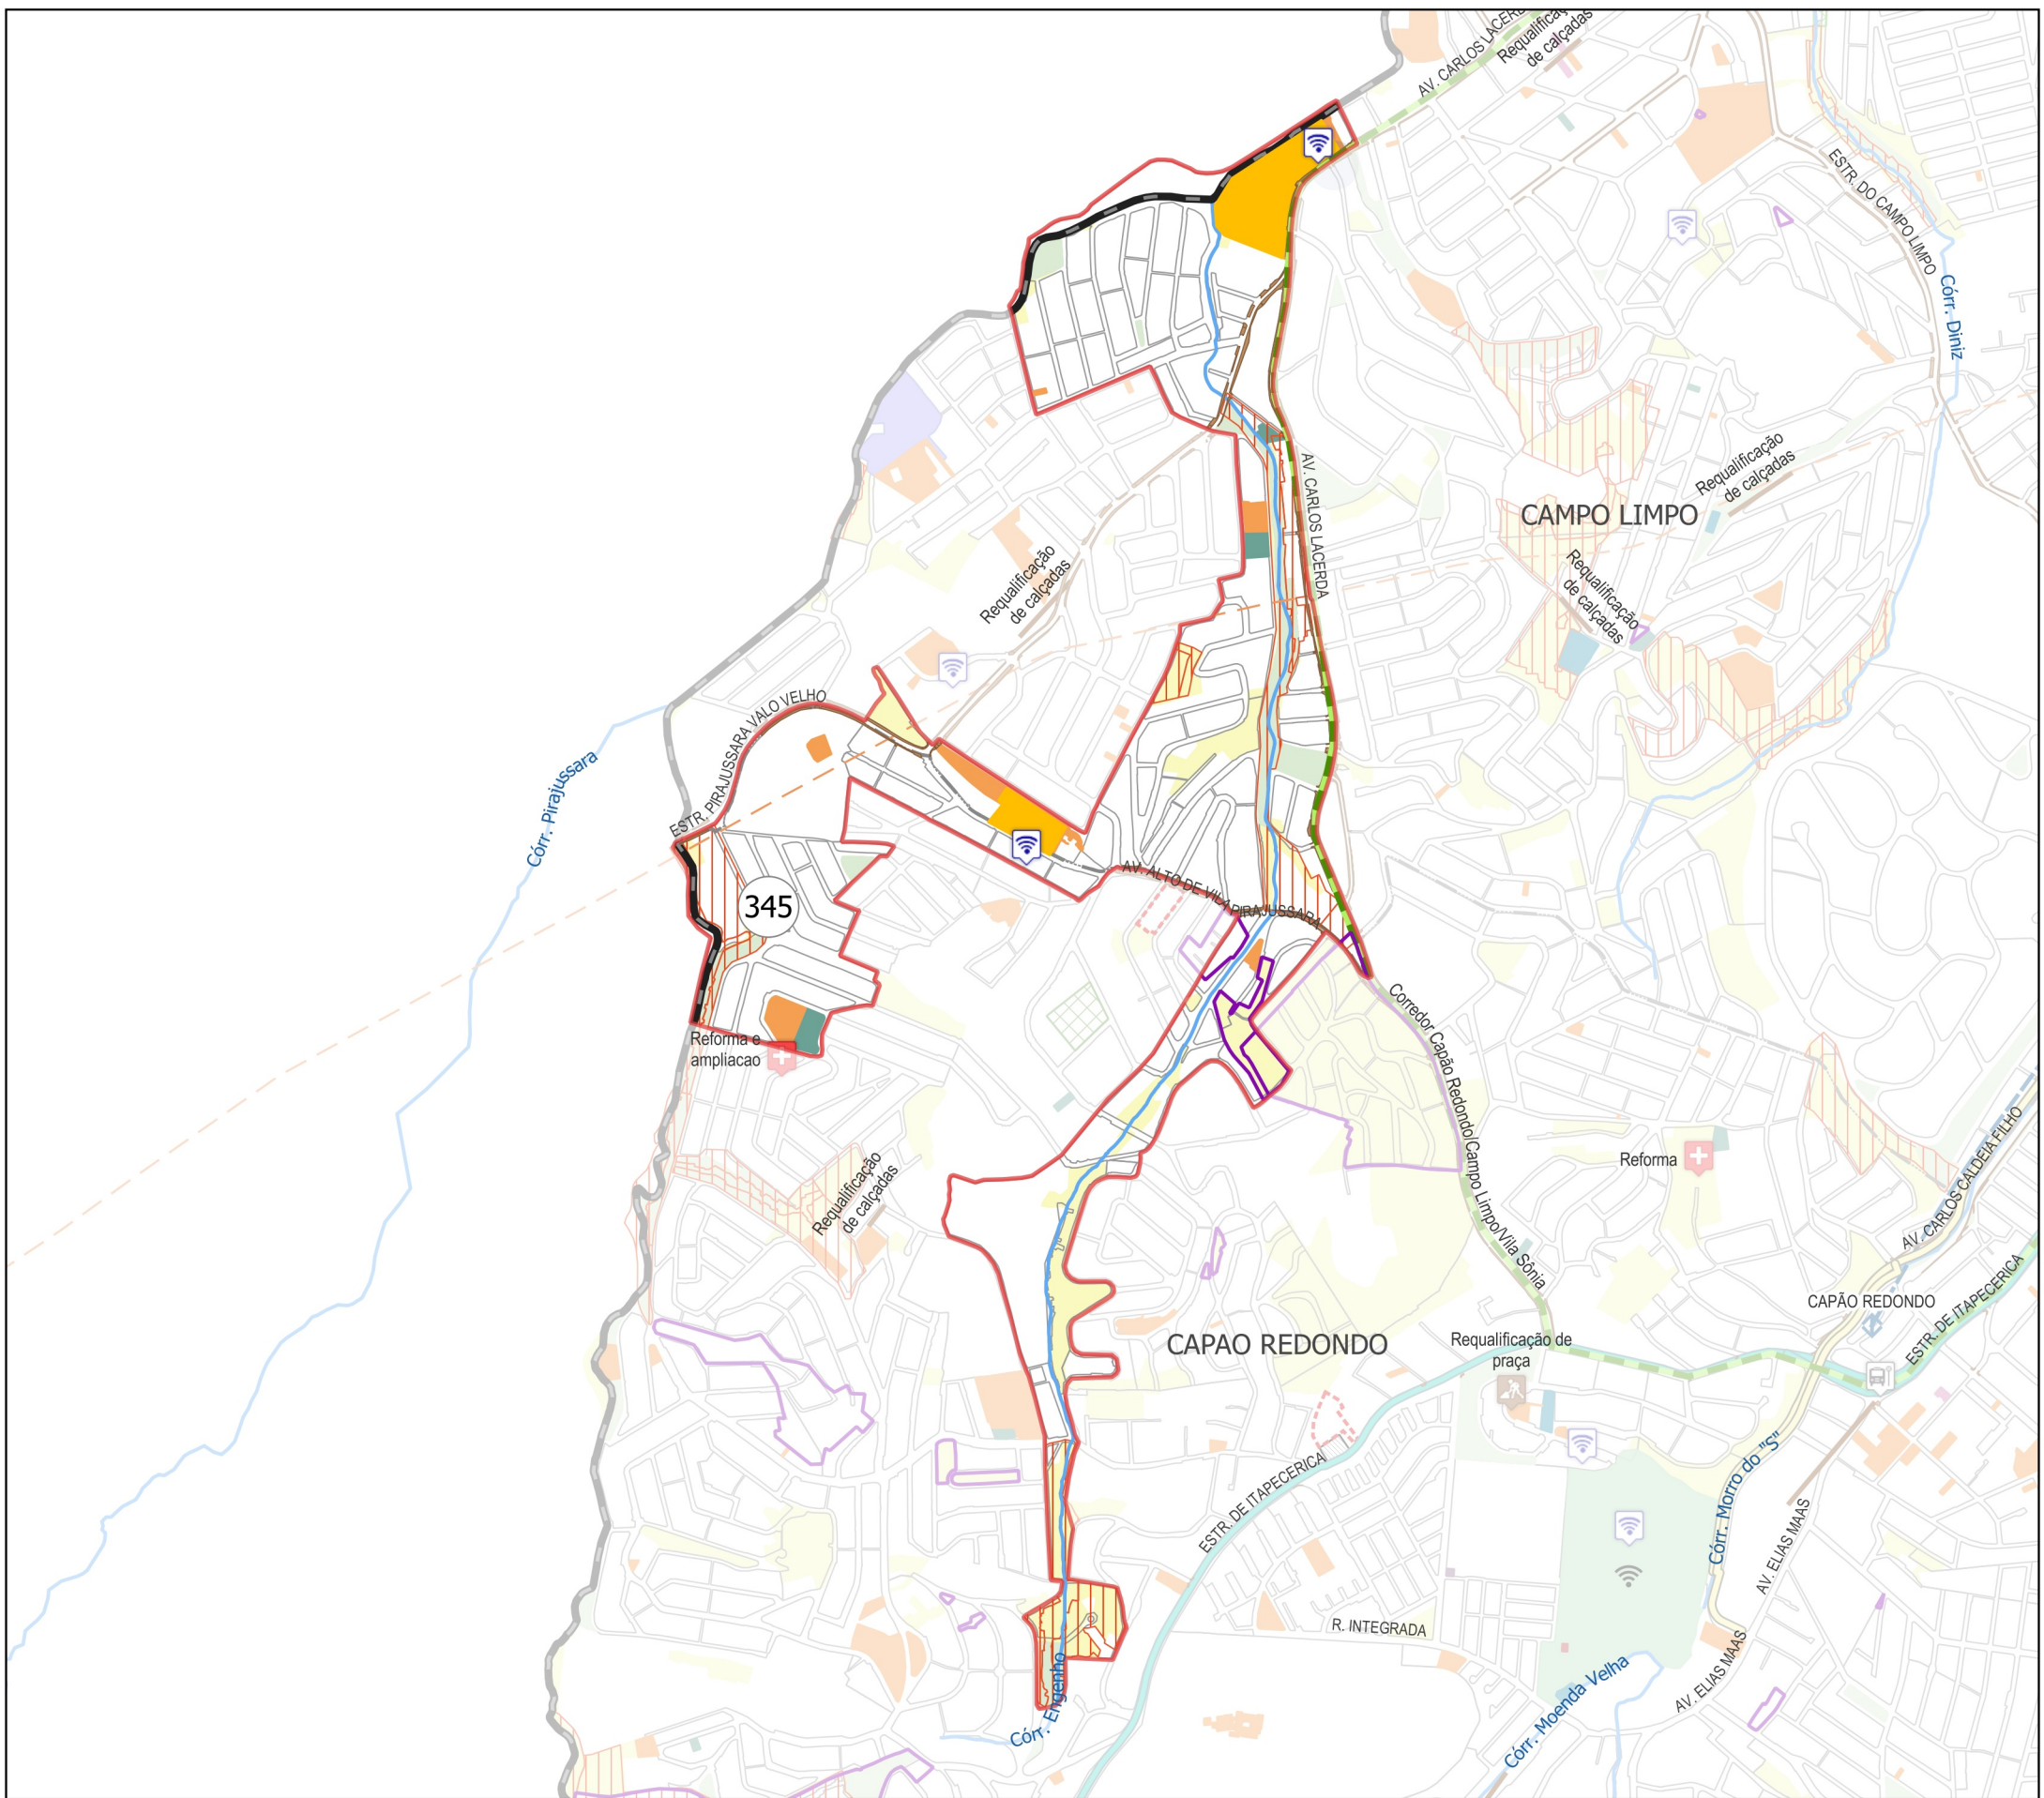 AV. CARLOS LACERDA
Requalificação
de calçadas
ESTR. DO CAMPO LIMPO
Córr. Diniz
AV. CARLOS LACERDA
Requalificação
de calçadas
CAMPO LIMPO
Requalificação
de calçadas
Requalificação
de calçadas
ESTR. PIRAJUSSARA VALO VELHO
Córr. Pirajussara
AV. ALTO DE VILA PIRAJUSSARA
345
Reforma e
ampliacao
Corredor Capão Redondo/Campo Limpo/Vila Sônia
Requalificação
de calçadas
Reforma
AV. CARLOS CALDEIA FILHO
CAPÃO REDONDO
ESTR. DE ITAPECERICA
CAPAO REDONDO
Requalificação de
praça
ESTR. DE ITAPECERICA
Córr. Morro do "S"
AV. ELIAS MAAS
R. INTEGRADA
AV. ELIAS MAAS
Córr. Engenho
Córr. Moenda Velha